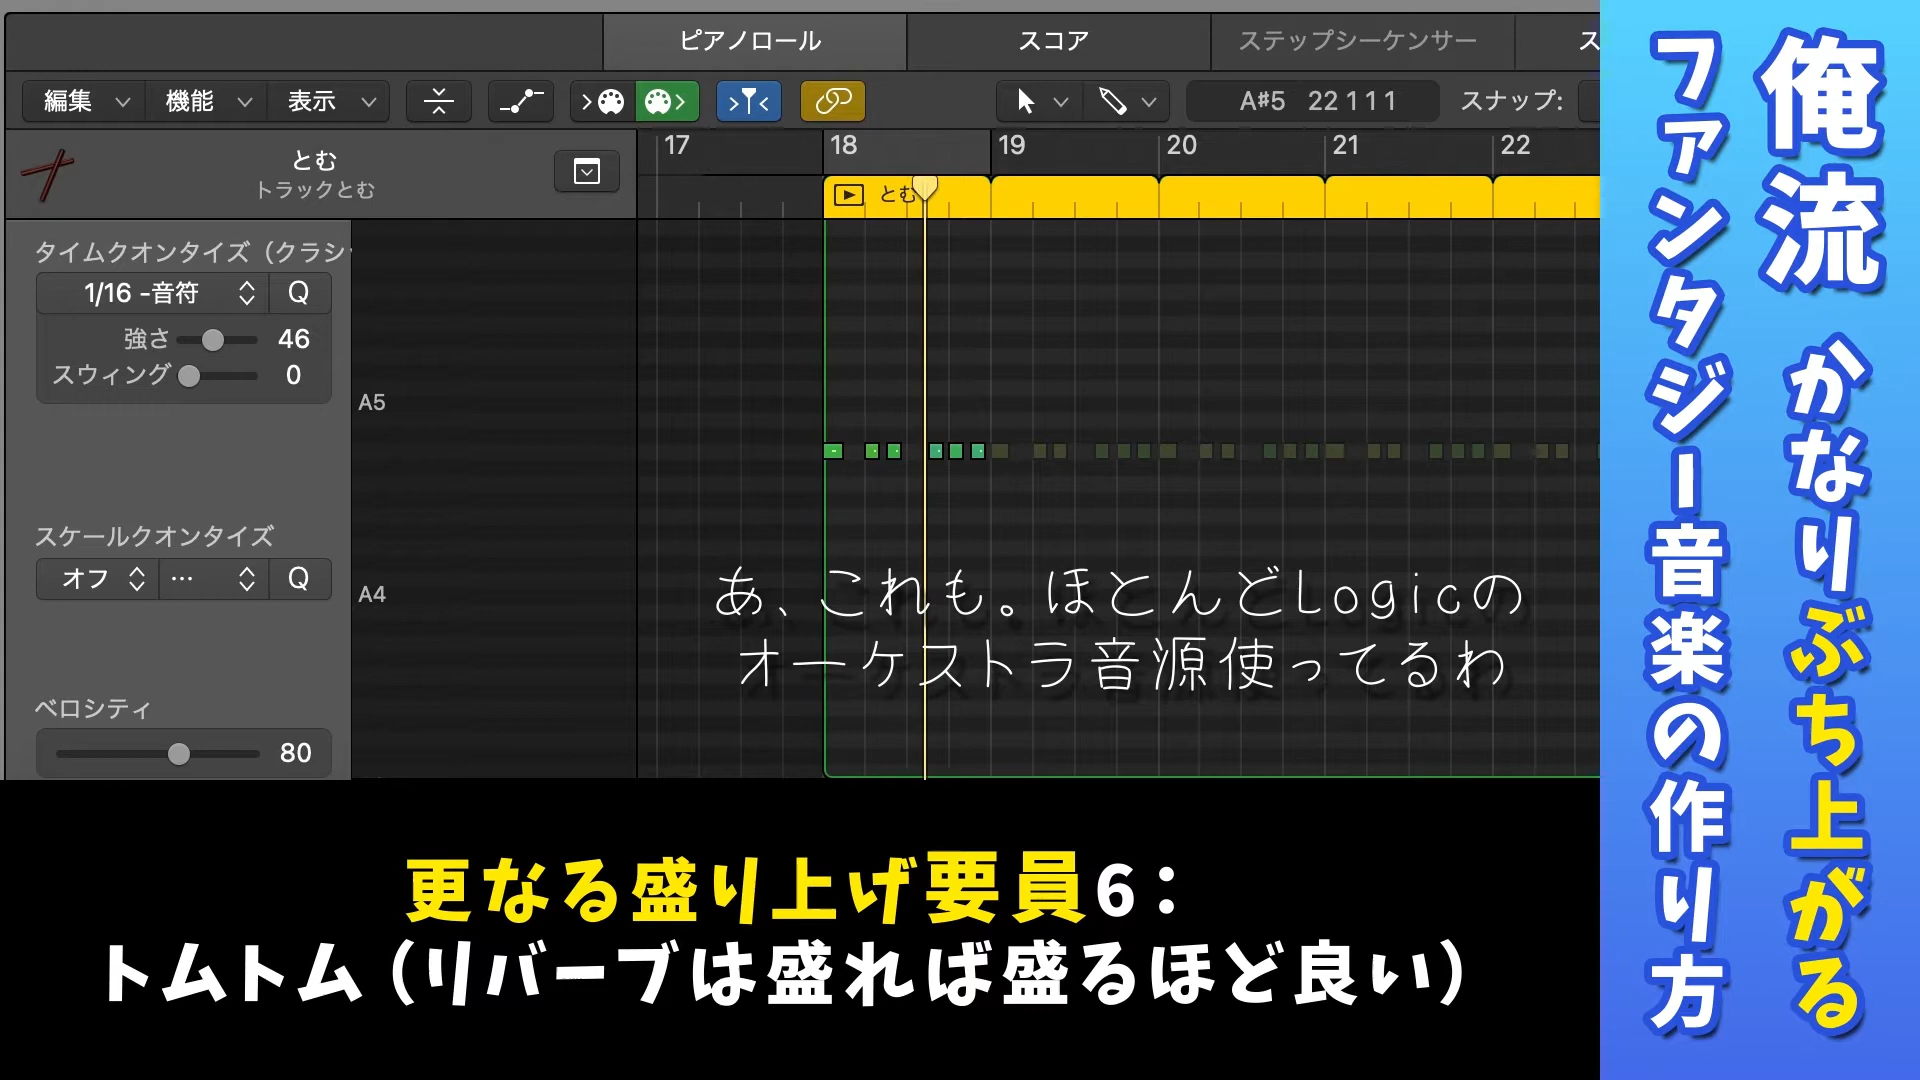 ピアノロール
スコア
ステップシーケンサー
ス
編集
機能
表示
A#5 22 1 1 1
スナップ:
とむ
トラックとむ
17
18
19
20
21
22
とむ
タイムクオンタイズ（クラシ
1/16 -音符
Q
強さ
46
スウィング
0
A5
スケールクオンタイズ
オフ
...
Q
A4
ベロシティ
80
あ、これも。ほとんどLogicの
オーケストラ音源使ってるわ
更なる盛り上げ要員6：
トムトム（リバーブは盛れば盛るほど良い）
俺流 かなりぶち上がる
ファンタジー音楽の作り方